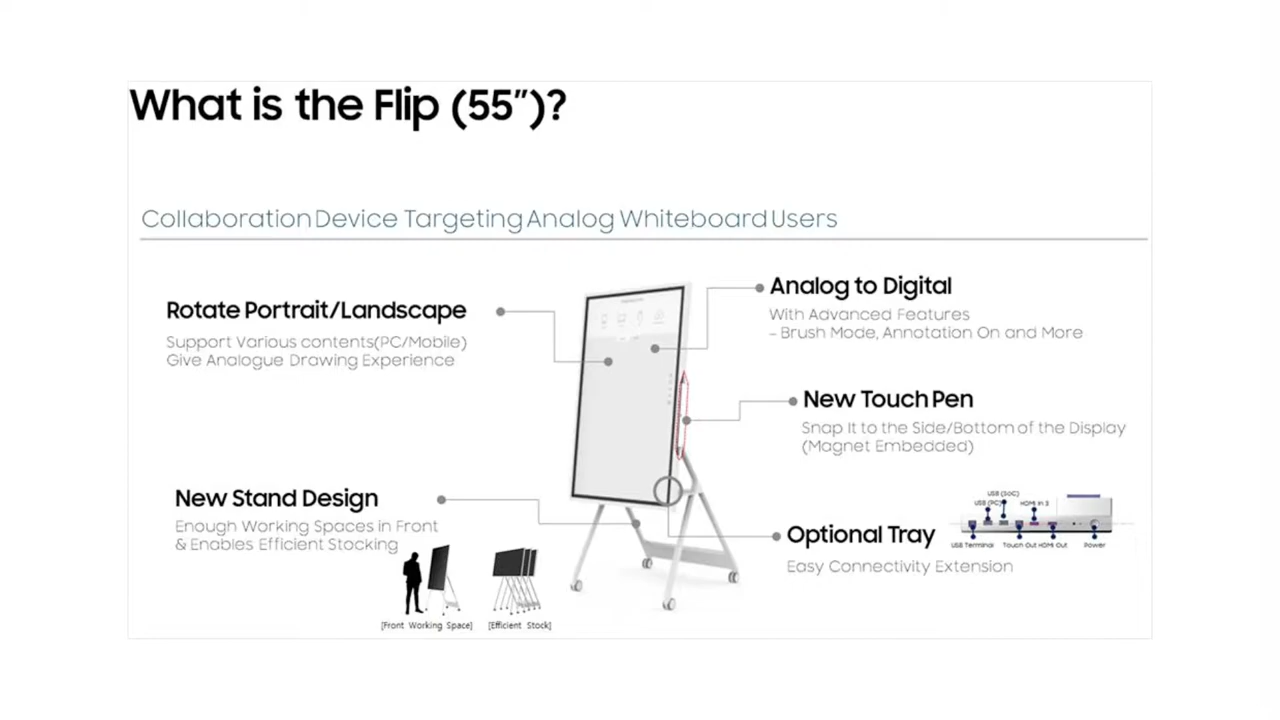 What is the Flip (55”)?
Collaboration Device Targeting Analog Whiteboard Users
Rotate Portrait/Landscape
Support Various contents(PC/Mobile)
Give Analogue Drawing Experience
Analog to Digital
With Advanced Features
– Brush Mode, Annotation On and More
New Touch Pen
Snap It to the Side/Bottom of the Display
(Magnet Embedded)
New Stand Design
Enough Working Spaces in Front
& Enables Efficient Stocking
[Front Working Space]
[Efficient Stock]
Optional Tray
Easy Connectivity Extension
USB (SoC)
USB (PC)
HDMI In 2
USB Terminal
Touch Out
HDMI Out
Power